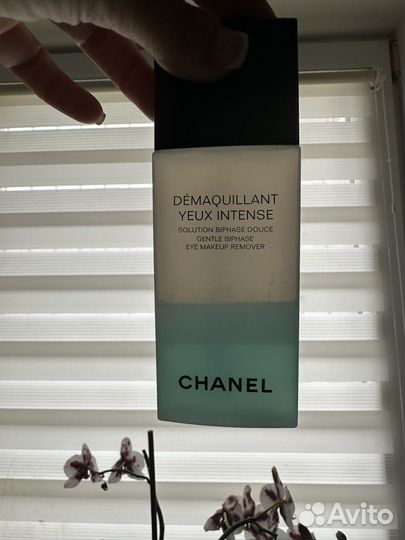 DÉMAQUILLANT
YEUX INTENSE
SOLUTION BIPHASE DOUCE
GENTLE BIPHASE
EYE MAKEUP REMOVER
CHANEL
Avito